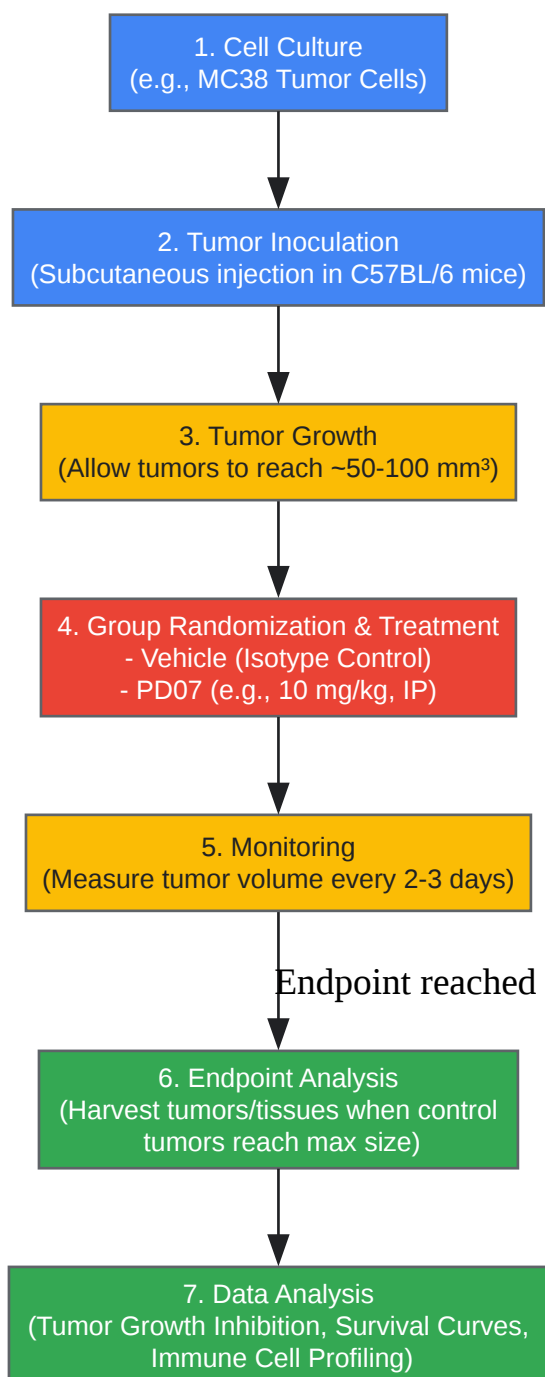 1. Cell Culture
(e.g., MC38 Tumor Cells)
2. Tumor Inoculation
(Subcutaneous injection in C57BL/6 mice)
3. Tumor Growth
(Allow tumors to reach ~50-100 mm³)
4. Group Randomization & Treatment
- Vehicle (Isotype Control)
- PD07 (e.g., 10 mg/kg, IP)
5. Monitoring
(Measure tumor volume every 2-3 days)
Endpoint reached
6. Endpoint Analysis
(Harvest tumors/tissues when control
tumors reach max size)
7. Data Analysis
(Tumor Growth Inhibition, Survival Curves,
Immune Cell Profiling)